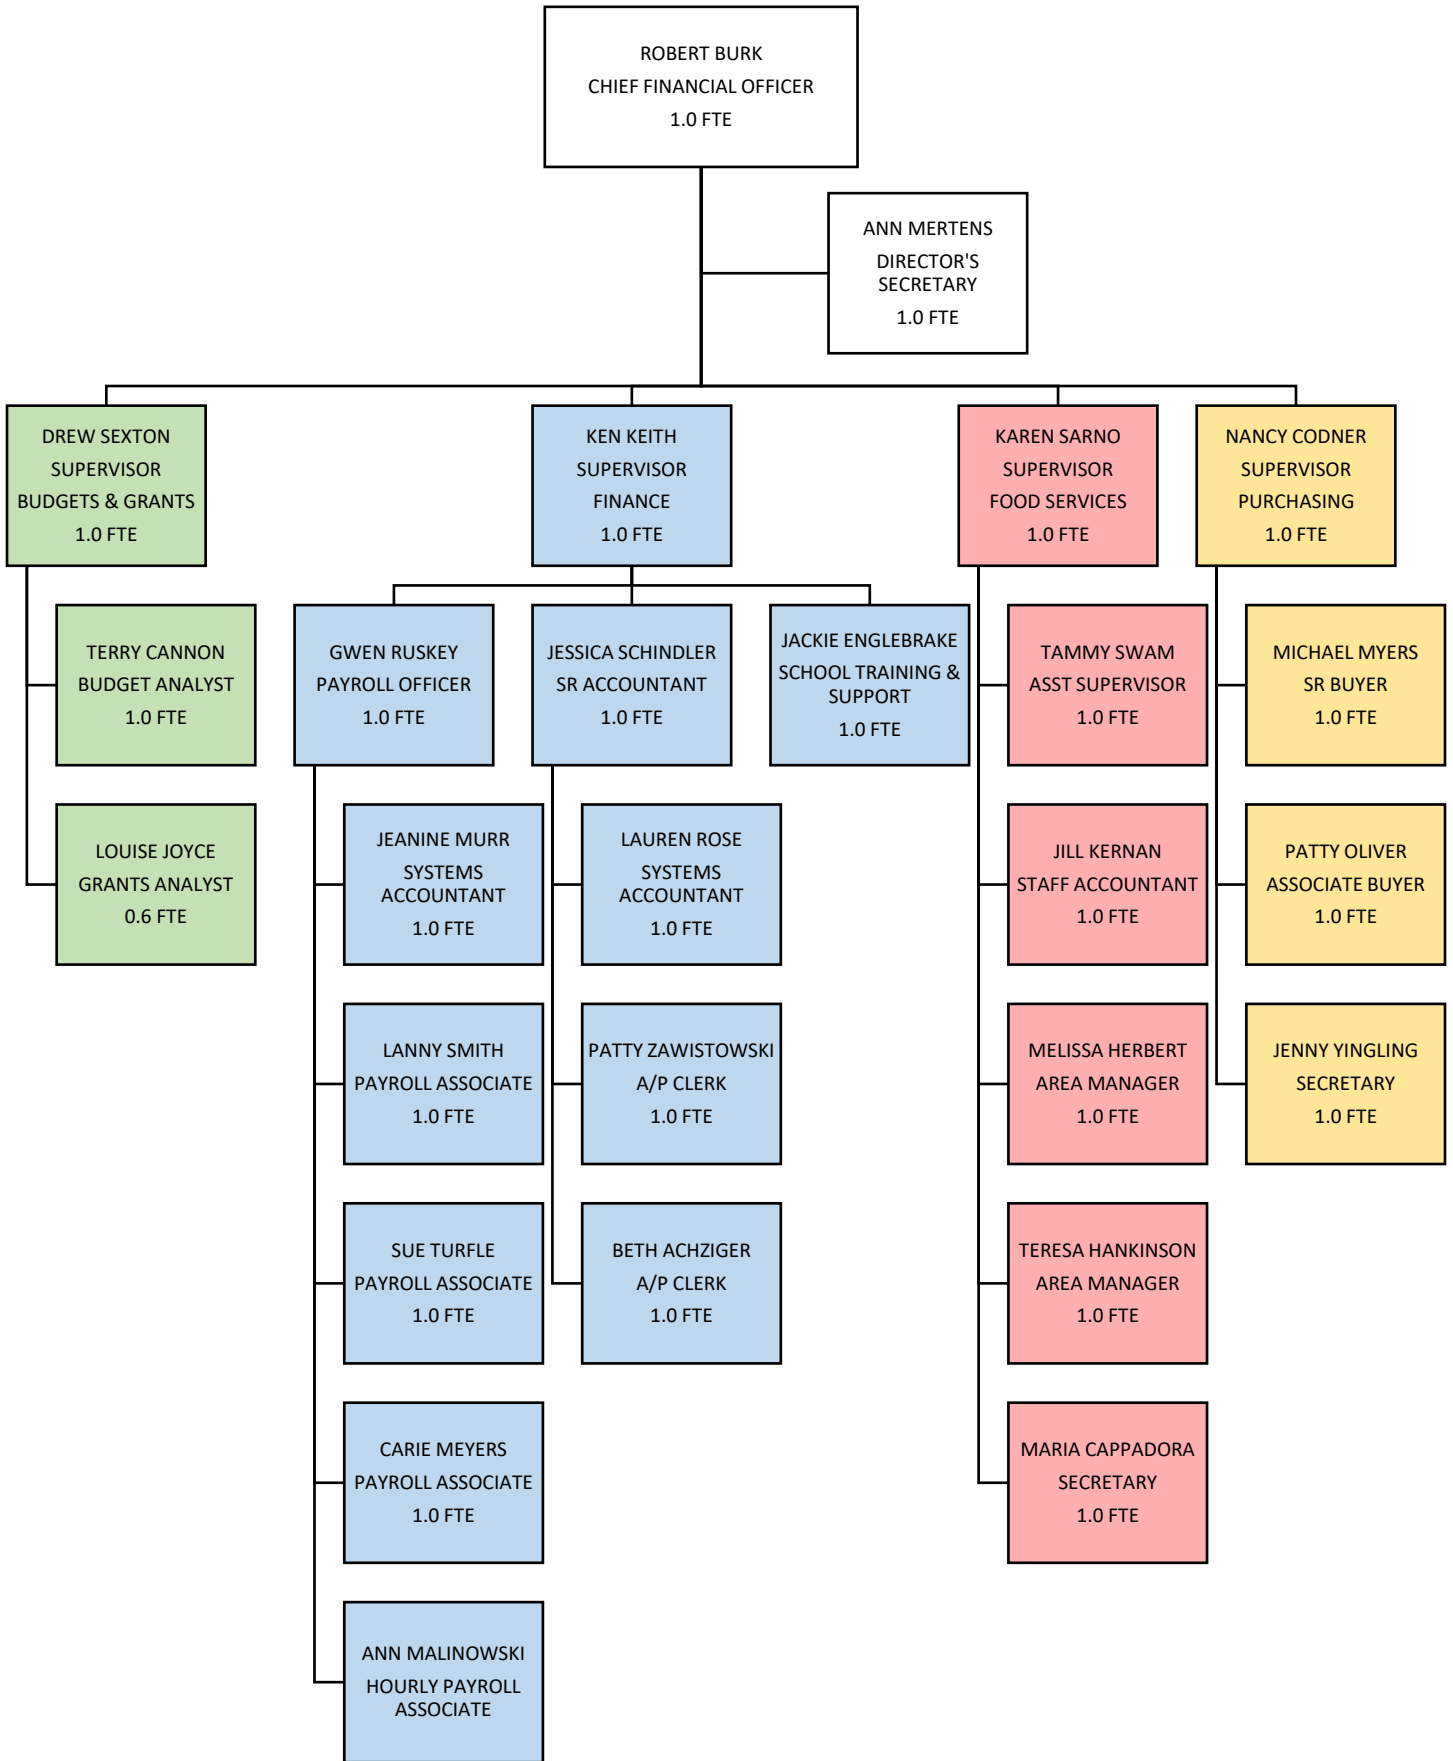 ROBERT BURK
CHIEF FINANCIAL OFFICER
1.0 FTE
ANN MERTENS
DIRECTOR'S
SECRETARY
1.0 FTE
DREW SEXTON
SUPERVISOR
BUDGETS & GRANTS
1.0 FTE
KEN KEITH
SUPERVISOR
FINANCE
1.0 FTE
KAREN SARNO
SUPERVISOR
FOOD SERVICES
1.0 FTE
NANCY CODNER
SUPERVISOR
PURCHASING
1.0 FTE
TERRY CANNON
BUDGET ANALYST
1.0 FTE
GWEN RUSKEY
PAYROLL OFFICER
1.0 FTE
JESSICA SCHINDLER
SR ACCOUNTANT
1.0 FTE
JACKIE ENGLEBRAKE
SCHOOL TRAINING &
SUPPORT
1.0 FTE
TAMMY SWAM
ASST SUPERVISOR
1.0 FTE
MICHAEL MYERS
SR BUYER
1.0 FTE
LOUISE JOYCE
GRANTS ANALYST
0.6 FTE
JEANINE MURR
SYSTEMS
ACCOUNTANT
1.0 FTE
LAUREN ROSE
SYSTEMS
ACCOUNTANT
1.0 FTE
JILL KERNAN
STAFF ACCOUNTANT
1.0 FTE
PATTY OLIVER
ASSOCIATE BUYER
1.0 FTE
LANNY SMITH
PAYROLL ASSOCIATE
1.0 FTE
PATTY ZAWISTOWSKI
A/P CLERK
1.0 FTE
MELISSA HERBERT
AREA MANAGER
1.0 FTE
JENNY YINGLING
SECRETARY
1.0 FTE
SUE TURFLE
PAYROLL ASSOCIATE
1.0 FTE
BETH ACHZIGER
A/P CLERK
1.0 FTE
TERESA HANKINSON
AREA MANAGER
1.0 FTE
CARIE MEYERS
PAYROLL ASSOCIATE
1.0 FTE
MARIA CAPPADORA
SECRETARY
1.0 FTE
ANN MALINOWSKI
HOURLY PAYROLL
ASSOCIATE